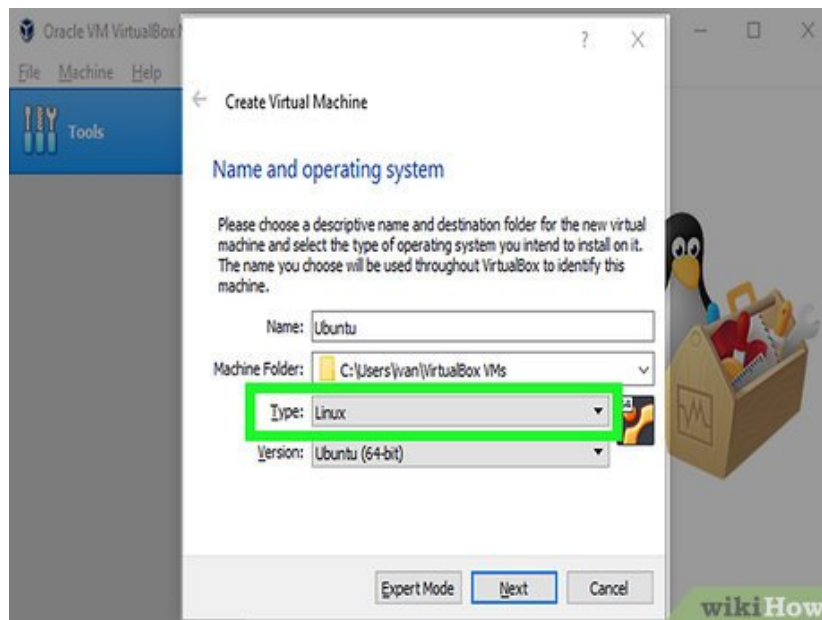 Oracle VM VirtualBox
?
File Machine Help
Tools
Create Virtual Machine
Name and operating system
Please choose a descriptive name and destination folder for the new virtual
machine and select the type of operating system you intend to install on it.
The name you choose will be used throughout VirtualBox to identify this
machine.
Name: Ubuntu
Machine Folder: C:\Users\ivan\VirtualBox VMs
Type: Linux
Version: Ubuntu (64-bit)
Expert Mode Next Cancel
wikiHow